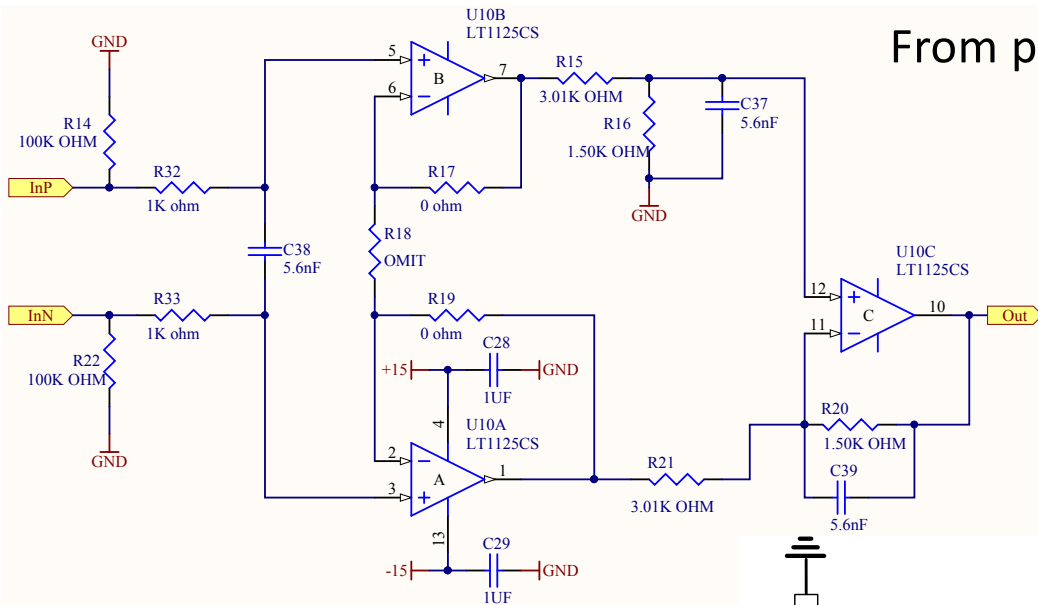 From p
GND
R14
100K OHM
InP
R32
1K ohm
C38
5.6nF
InN
R33
1K ohm
R22
100K OHM
GND
U10B
LT1125CS
5
6
7
+
−
B
R17
0 ohm
R18
OMIT
R19
0 ohm
R15
3.01K OHM
R16
1.50K OHM
C37
5.6nF
GND
+15
C28
1UF
GND
4
U10A
LT1125CS
2
3
1
−
+
A
13
-15
C29
1UF
GND
R21
3.01K OHM
U10C
LT1125CS
12
11
10
+
−
C
Out
R20
1.50K OHM
C39
5.6nF